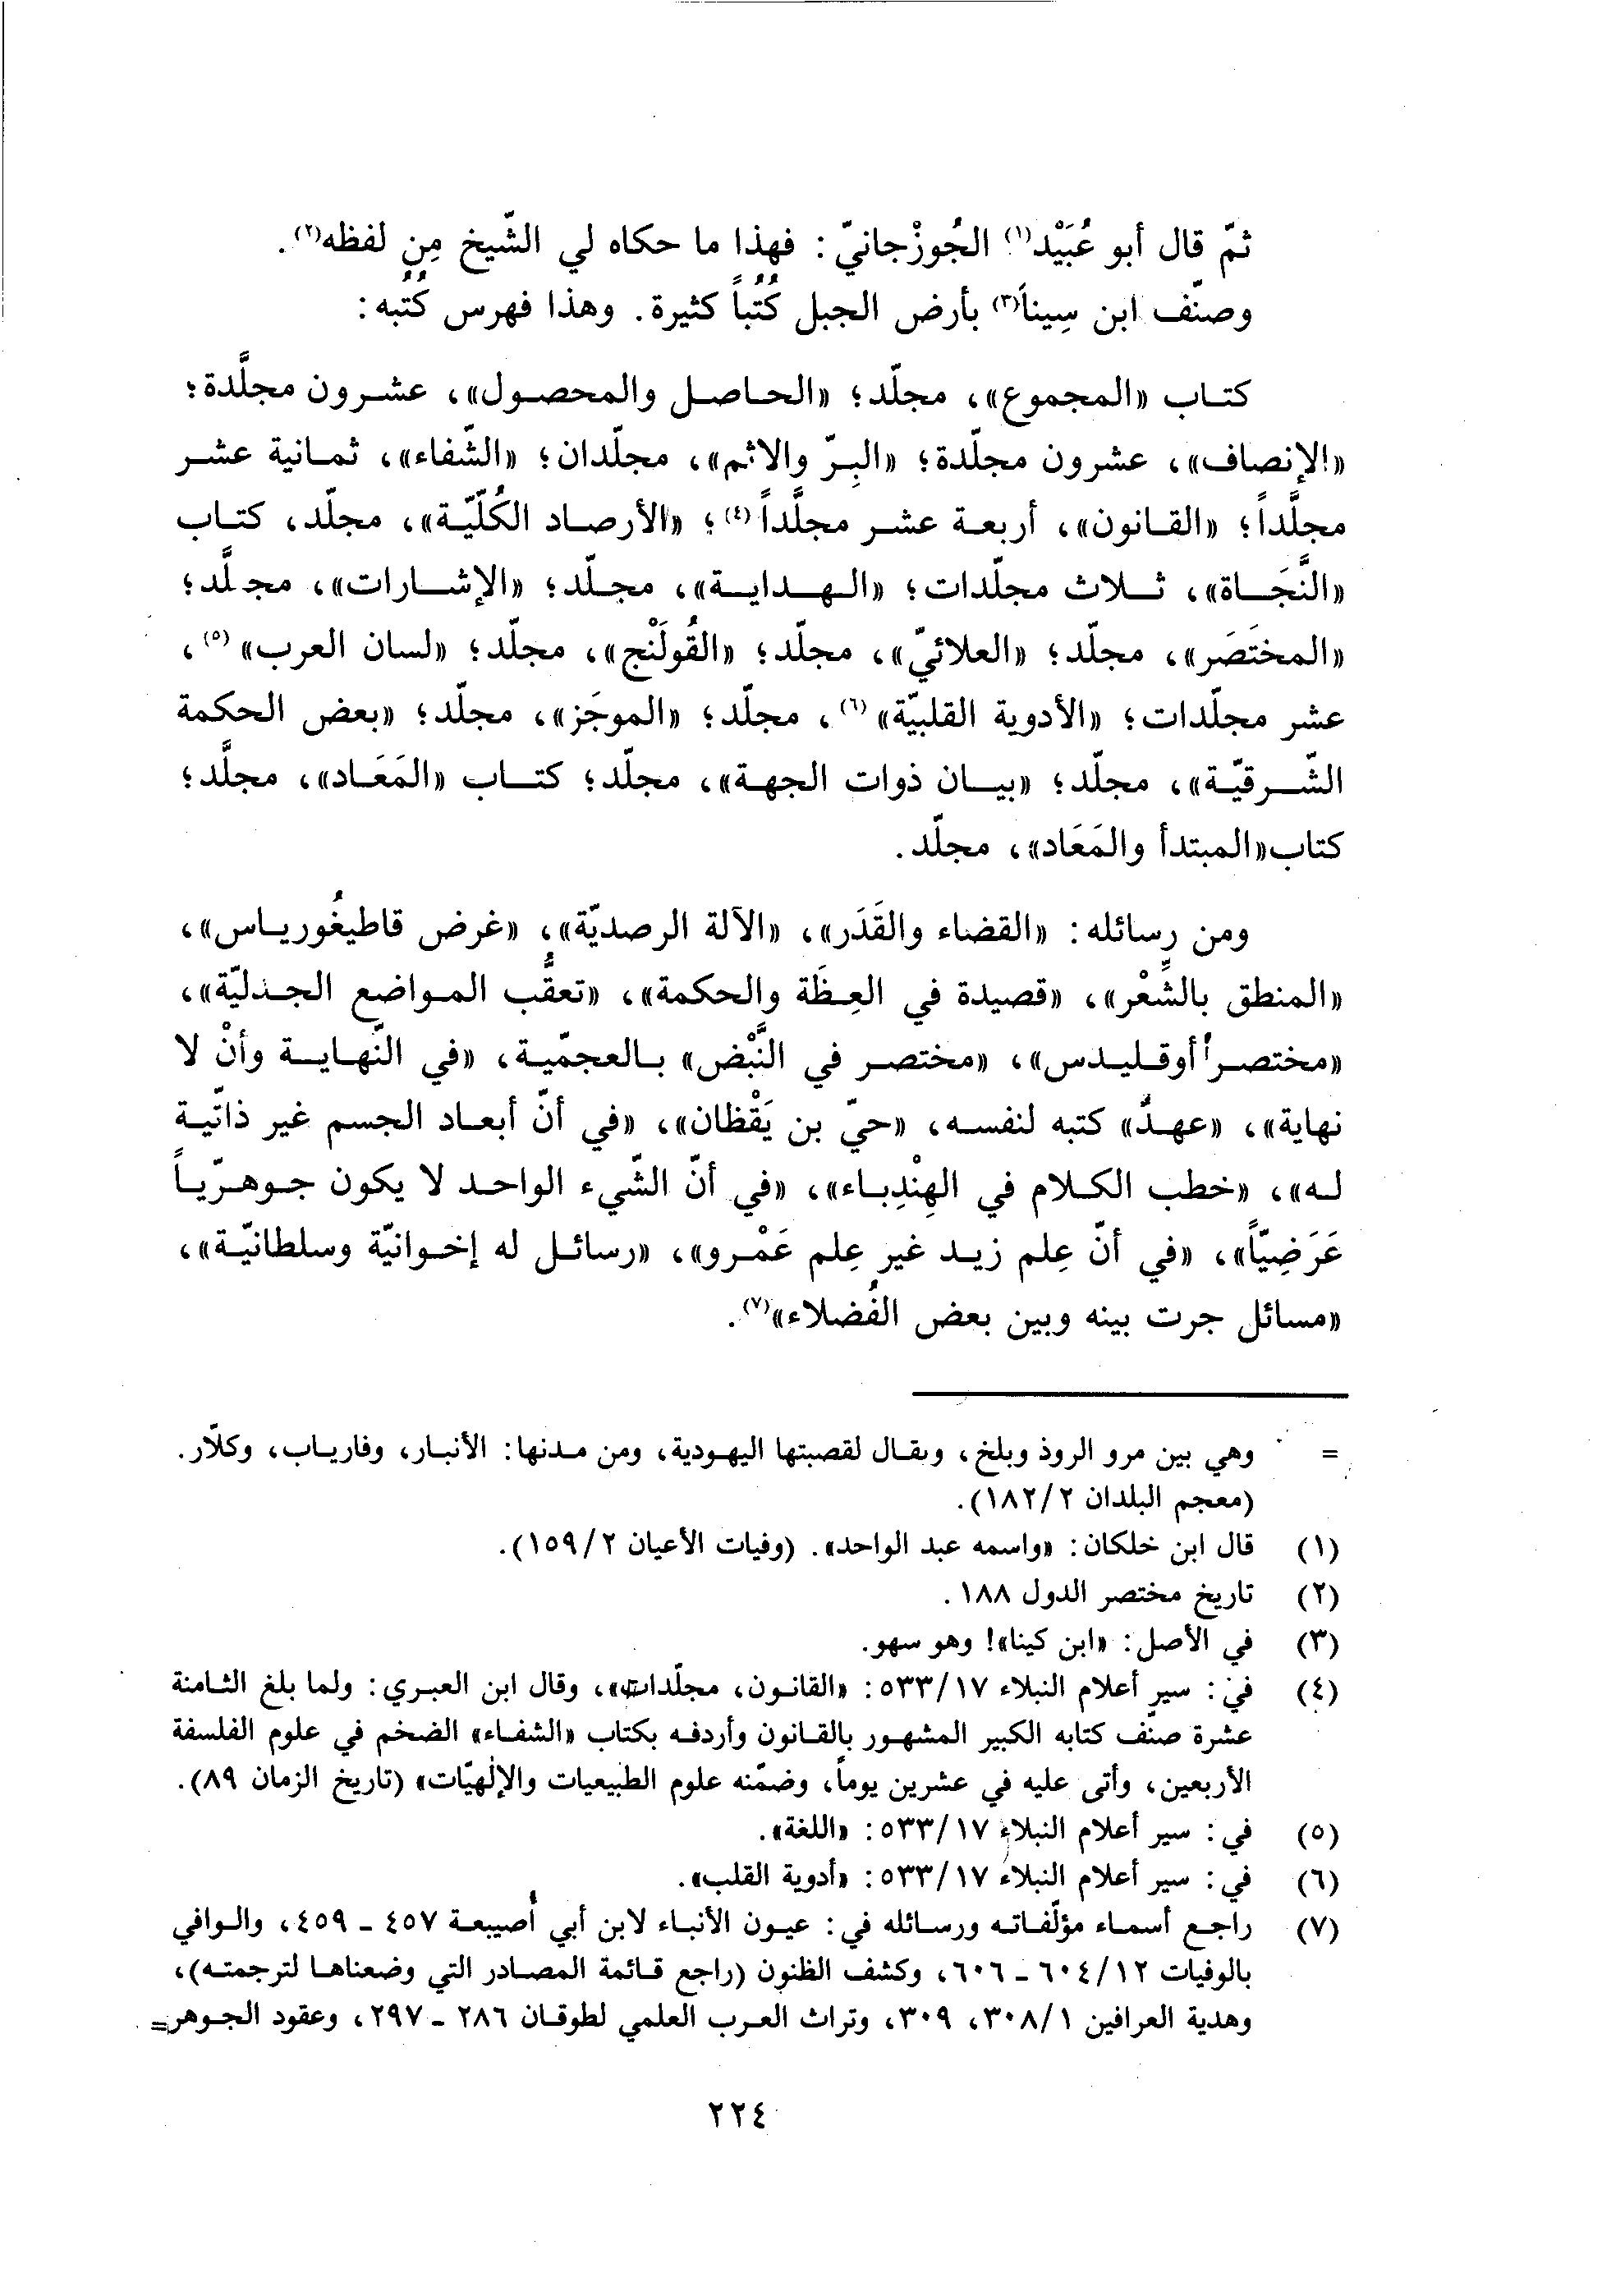 ثمّ قال أبو عُبَيْد(١) الجُوزْجانيّ: فهذا ما حكاه لي الشّيخ مِن لفظه(٢).
وصنّف ابن سِينا(٣) بأرض الجبل كُتُباً كثيرة. وهذا فهرس كُتُبه:
كتاب «المجموع»، مجلّد؛ «الحاصل والمحصول»، عشرون مجلَّدة؛
«الإنصاف»، عشرون مجلّدة؛ «البِرّ والاثم»، مجلّدان؛ «الشّفاء»، ثمانية عشر
مجلَّداً؛ «القانون»، أربعة عشر مجلَّداً(٤)؛ «الأرصاد الكُلّيّة»، مجلّد، كتاب
«النَّجَاة»، ثلاث مجلّدات؛ «الهداية»، مجلّد؛ «الإشارات»، مجلَّد؛
«المختَصَر»، مجلّد؛ «العلائيّ»، مجلّد؛ «القُولَنْج»، مجلّد؛ «لسان العرب»(٥)،
عشر مجلّدات؛ «الأدوية القلبيّة»(٦)، مجلّد؛ «الموجَز»، مجلّد؛ «بعض الحكمة
الشّرقيّة»، مجلّد؛ «بيان ذوات الجهة»، مجلّد؛ كتاب «المَعَاد»، مجلَّد؛
كتاب«المبتدأ والمَعَاد»، مجلّد.
ومن رسائله: «القضاء والقَدَر»، «الآلة الرصديّة»، «غرض قاطيغُورياس»،
«المنطق بالشِّعْر»، «قصيدة في العِظَة والحكمة»، «تعقُّب المواضع الجدليّة»،
«مختصر أُوقليدس»، «مختصر في النَّبْض» بالعجميّة، «في النّهاية وأنْ لا
نهاية»، «عهدٌ» كتبه لنفسه، «حيّ بن يَقْظان»، «في أنّ أبعاد الجسم غير ذاتّية
له»، «خطب الكلام في الهِنْدِباء»، «في أنّ الشّيء الواحد لا يكون جوهريّاً
عَرَضِيّاً»، «في أنّ عِلم زيد غير عِلم عَمْرو»، «رسائل له إخوانيّة وسلطانيّة»،
«مسائل جرت بينه وبين بعض الفُضلاء»(٧).
= وهي بين مرو الروذ وبلخ، ويقال لقصبتها اليهودية، ومن مدنها: الأنبار، وفارياب، وكلّار.
(معجم البلدان ٢/١٨٢).
(١) قال ابن خلكان: «واسمه عبد الواحد». (وفيات الأعيان ٢/١٥٩).
(٢) تاريخ مختصر الدول ١٨٨.
(٣) في الأصل: «ابن كينا»! وهو سهو.
(٤) في: سير أعلام النبلاء ١٧/٥٣٣: «القانون، مجلّدات»، وقال ابن العبري: ولما بلغ الثامنة
عشرة صنّف كتابه الكبير المشهور بالقانون وأردفه بكتاب «الشفاء» الضخم في علوم الفلسفة
الأربعين، وأتى عليه في عشرين يوماً، وضمّنه علوم الطبيعيات والإلهيّات» (تاريخ الزمان ٨٩).
(٥) في: سير أعلام النبلاء ١٧/٥٣٣: «اللغة».
(٦) في: سير أعلام النبلاء ١٧/٥٣٣: «أدوية القلب».
(٧) راجع أسماء مؤلّفاته ورسائله في: عيون الأنباء لابن أبي أُصيبعة ٤٥٧ - ٤٥٩، والوافي
بالوفيات ١٢/٦٠٤ - ٦٠٦، وكشف الظنون (راجع قائمة المصادر التي وضعناها لترجمته)،
وهدية العرافين ١/٣٠٨، ٣٠٩، وتراث العرب العلمي لطوقان ٢٨٦ - ٢٩٧، وعقود الجوهر=
٢٢٤